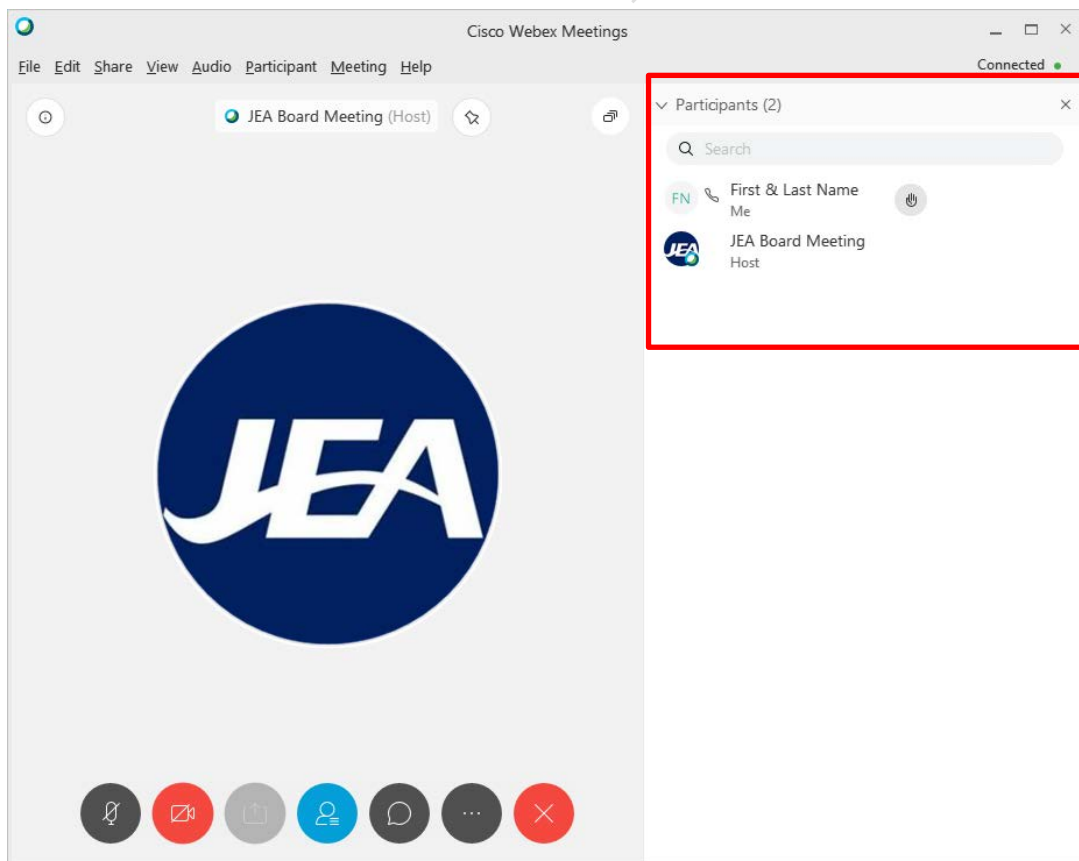 Cisco Webex Meetings
File Edit Share View Audio Participant Meeting Help
Connected
JEA Board Meeting (Host)
Participants (2)
Search
FN
First & Last Name
Me
JEA
JEA Board Meeting
Host
JEA